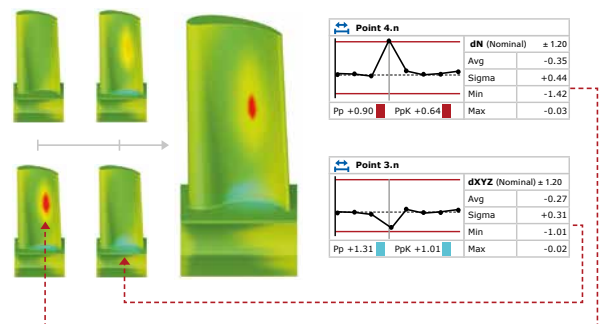 Point 4.n
dN (Nominal) ± 1.20
Avg -0.35
Sigma +0.44
Min -1.42
Pp +0.90 PpK +0.64 Max -0.03
Point 3.n
dXYZ (Nominal) ± 1.20
Avg -0.27
Sigma +0.31
Min -1.01
Pp +1.31 PpK +1.01 Max -0.02